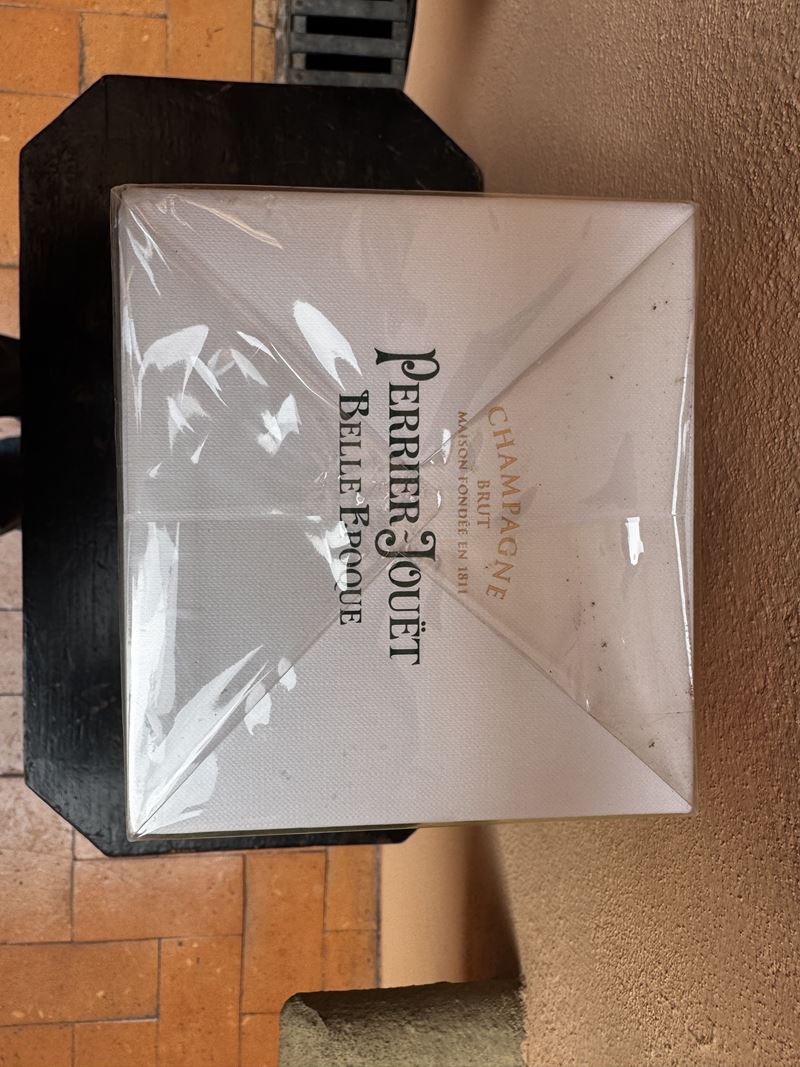 CHAMPAGNE
BRUT
MAISON FONDÉE EN 1811
PERRIER-JOUËT
BELLE EPOQUE